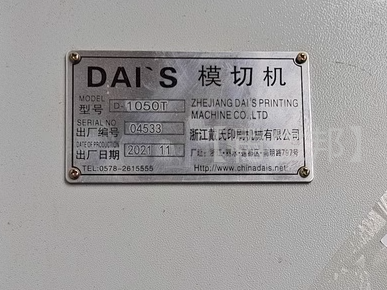 DAI`S 模切机
MODEL
型号 D-1050T
ZHEJIANG DAI'S PRINTING
MACHINE CO.,LTD
SERIAL NO
出厂编号 04533
浙江戴氏印刷机械有限公司
DATE OF PRODUCTION
出厂日期 2021 11
TEL:0578-2615555
Http://www.chinadais.net